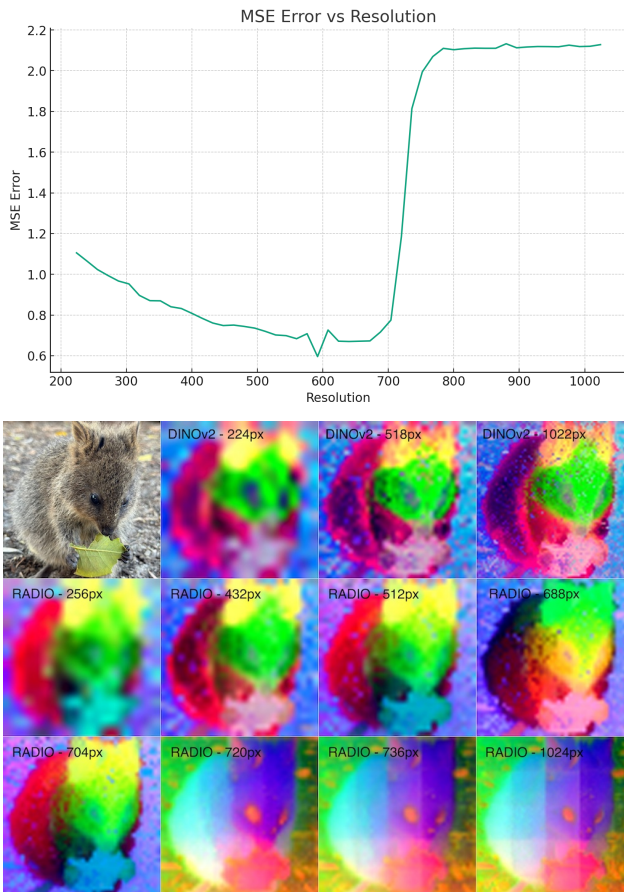 MSE Error vs Resolution
2.2
2.0
1.8
1.6
1.4
1.2
1.0
0.8
0.6
MSE Error
200 300 400 500 600 700 800 900 1000
Resolution
DINOv2 - 224px DINOv2 - 518px DINOv2 - 1022px
RADIO - 256px RADIO - 432px RADIO - 512px RADIO - 688px
RADIO - 704px RADIO - 720px RADIO - 736px RADIO - 1024px